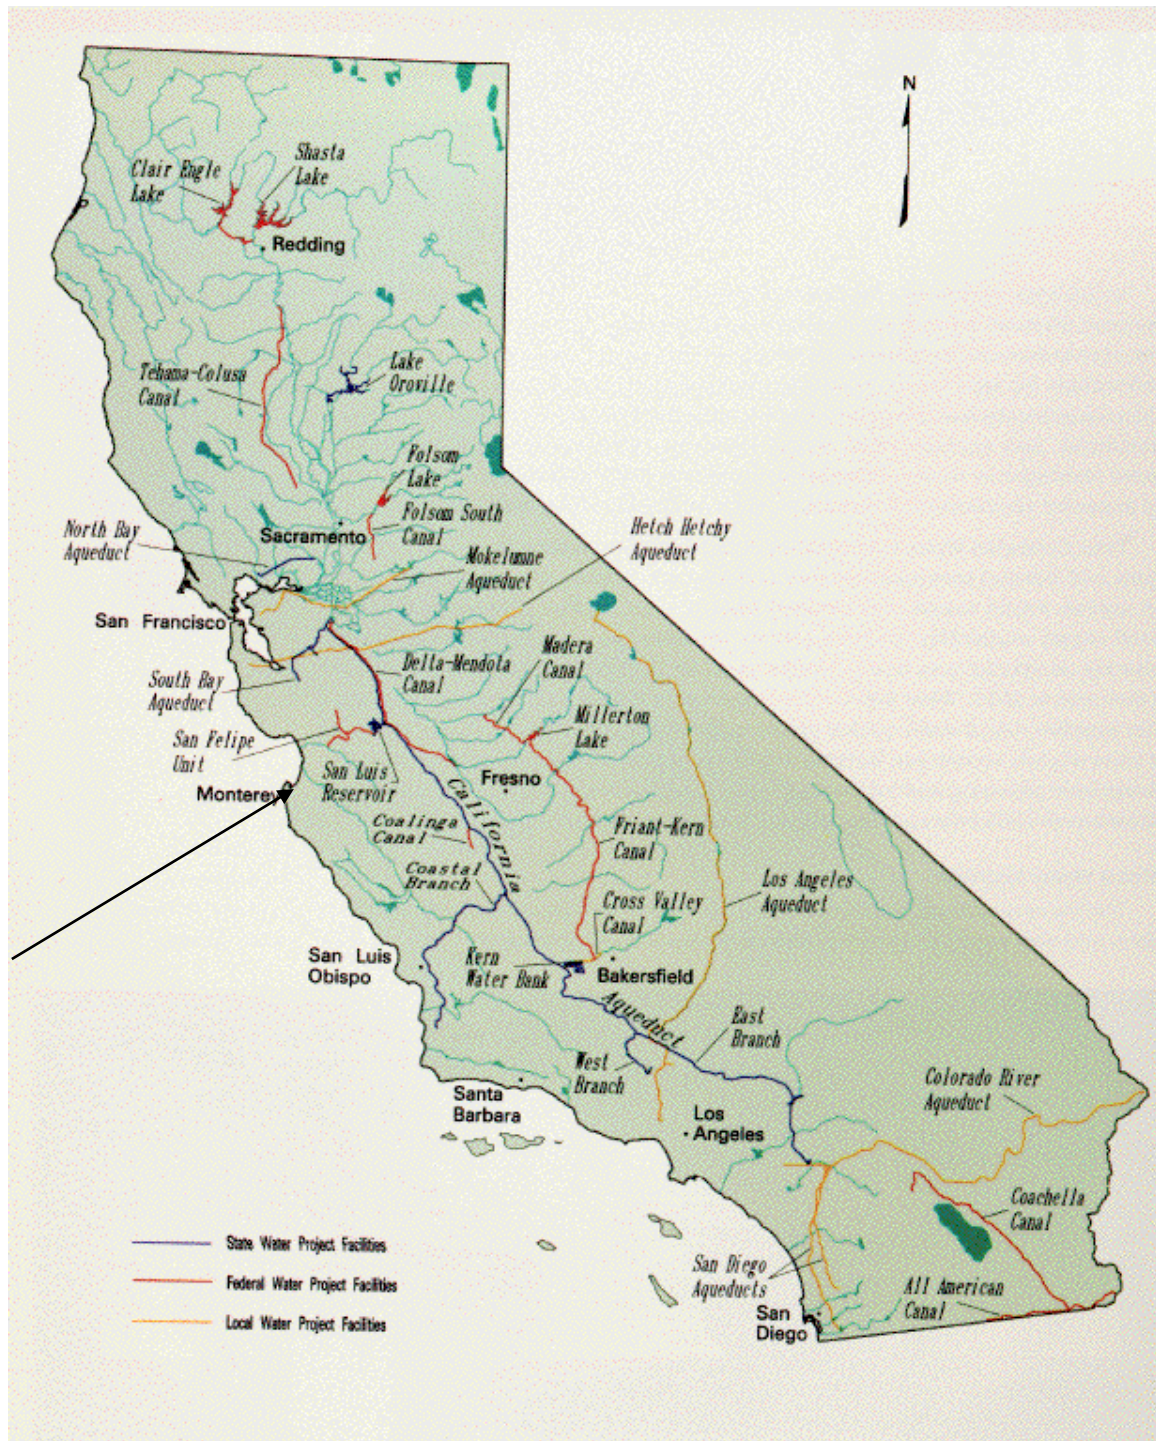 N
Clair Engle
Lake
Shasta
Lake
Redding
Tehama-Colusa
Canal
Lake
Oroville
Folsom
Lake
Folsom South
Canal
North Bay
Aqueduct
Sacramento
Mokelumne
Aqueduct
Hetch Hetchy
Aqueduct
San Francisco
Delta-Mendota
Canal
Madera
Canal
South Bay
Aqueduct
Millerton
Lake
San Felipe
Unit
San Luis
Reservoir
Fresno
Monterey
California
Coalinga
Canal
Friant-Kern
Canal
Coastal
Branch
Los Angeles
Aqueduct
Cross Valley
Canal
San Luis
Obispo
Kern
Water Bank
Bakersfield
Aqueduct
East
Branch
West
Branch
Santa
Barbara
Los
Angeles
Colorado River
Aqueduct
Coachella
Canal
San Diego
Aqueducts
All American
Canal
San
Diego
State Water Project Facilities
Federal Water Project Facilities
Local Water Project Facilities